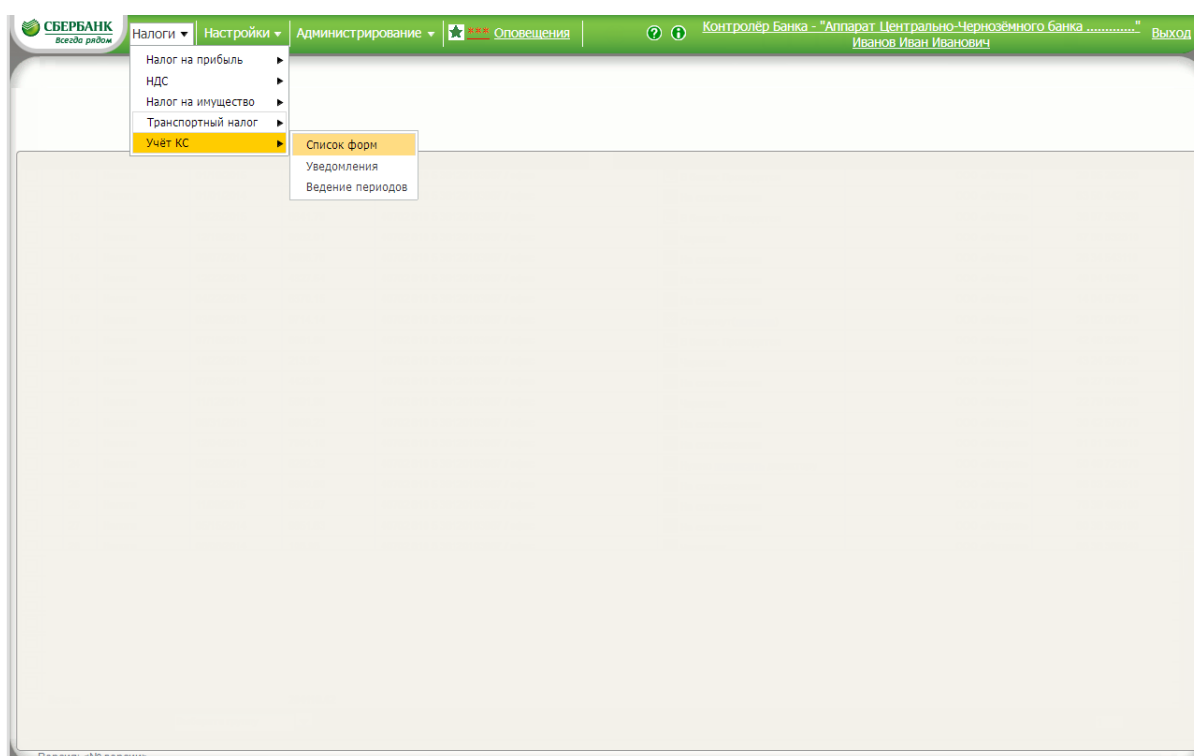 СБЕРБАНК
Всегда рядом
Налоги
Настройки
Администрирование
*** Оповещения
Контролёр Банка - "Аппарат Центрально-Чернозёмного банка ............."
Иванов Иван Иванович
Выход
Налог на прибыль
НДС
Налог на имущество
Транспортный налог
Учёт КС
Список форм
Уведомления
Ведение периодов